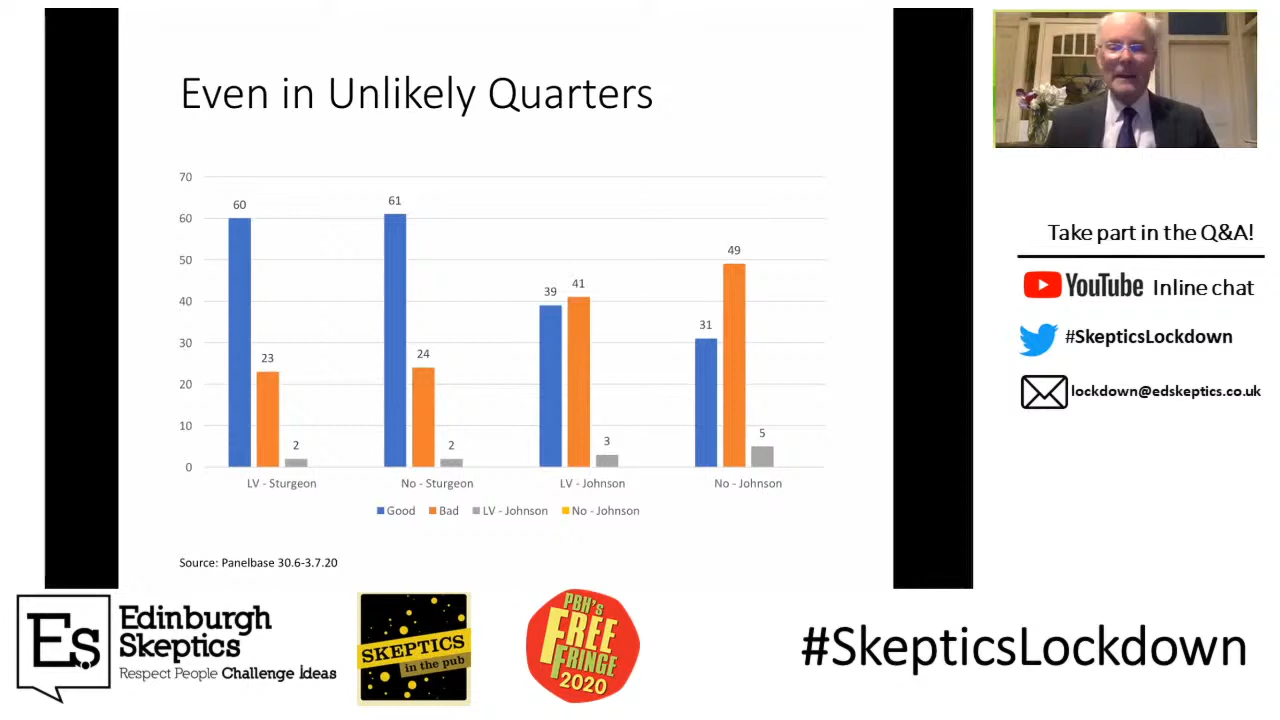 Even in Unlikely Quarters
70
60
50
40
30
20
10
0
60
23
2
61
24
2
39
41
3
31
49
5
LV - Sturgeon
No - Sturgeon
LV - Johnson
No - Johnson
Good
Bad
LV - Johnson
No - Johnson
Source: Panelbase 30.6-3.7.20
Take part in the Q&A!
YouTube Inline chat
#SkepticsLockdown
lockdown@edskeptics.co.uk
Es
Edinburgh
Skeptics
Respect People Challenge Ideas
SKEPTICS
in the pub
PBH's
FREE
FRINGE
2020
#SkepticsLockdown